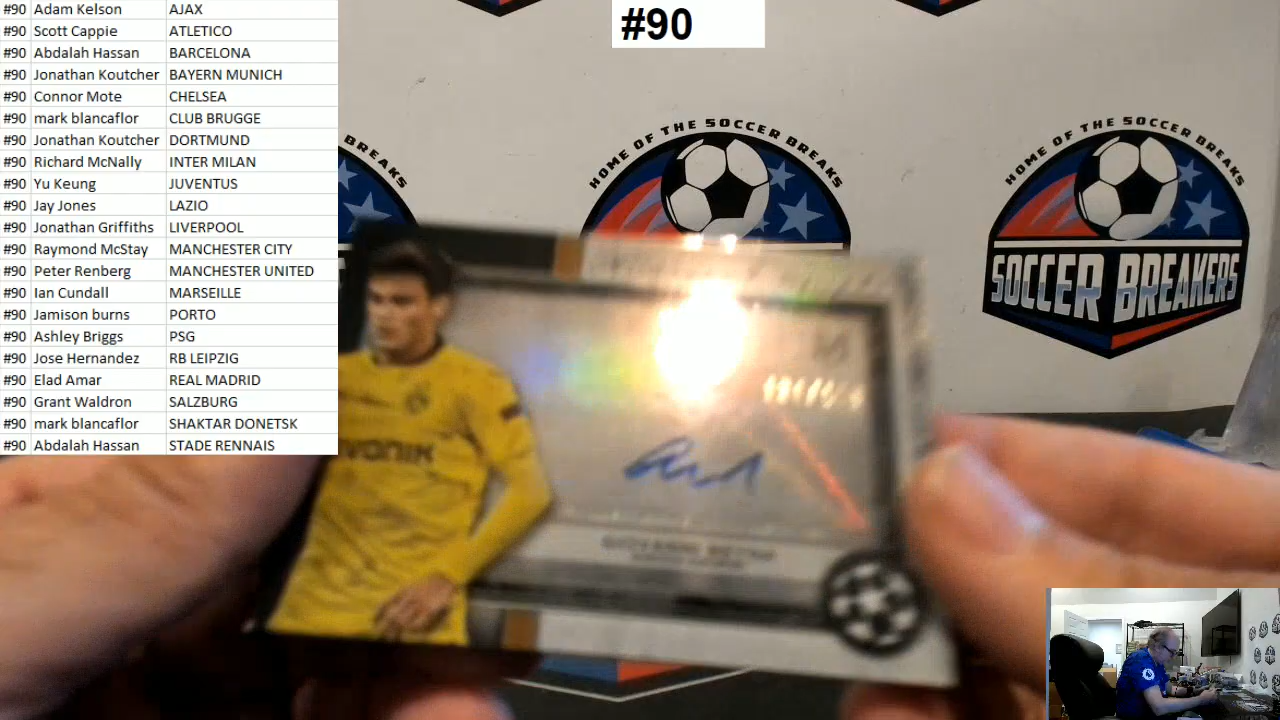 #90 Adam Kelson AJAX
#90 Scott Cappie ATLETICO
#90 Abdalah Hassan BARCELONA
#90 Jonathan Koutcher BAYERN MUNICH
#90 Connor Mote CHELSEA
#90 mark blancaflor CLUB BRUGGE
#90 Jonathan Koutcher DORTMUND
#90 Richard McNally INTER MILAN
#90 Yu Keung JUVENTUS
#90 Jay Jones LAZIO
#90 Jonathan Griffiths LIVERPOOL
#90 Raymond McStay MANCHESTER CITY
#90 Peter Renberg MANCHESTER UNITED
#90 Ian Cundall MARSEILLE
#90 Jamison burns PORTO
#90 Ashley Briggs PSG
#90 Jose Hernandez RB LEIPZIG
#90 Elad Amar REAL MADRID
#90 Grant Waldron SALZBURG
#90 mark blancaflor SHAKTAR DONETSK
#90 Abdalah Hassan STADE RENNAIS
#90
BREAKS
HOME OF THE SOCCER BREAKS
HOME OF THE SOCCER BREAKS
SOCCER BREAKERS
GIOVANNI REYNA